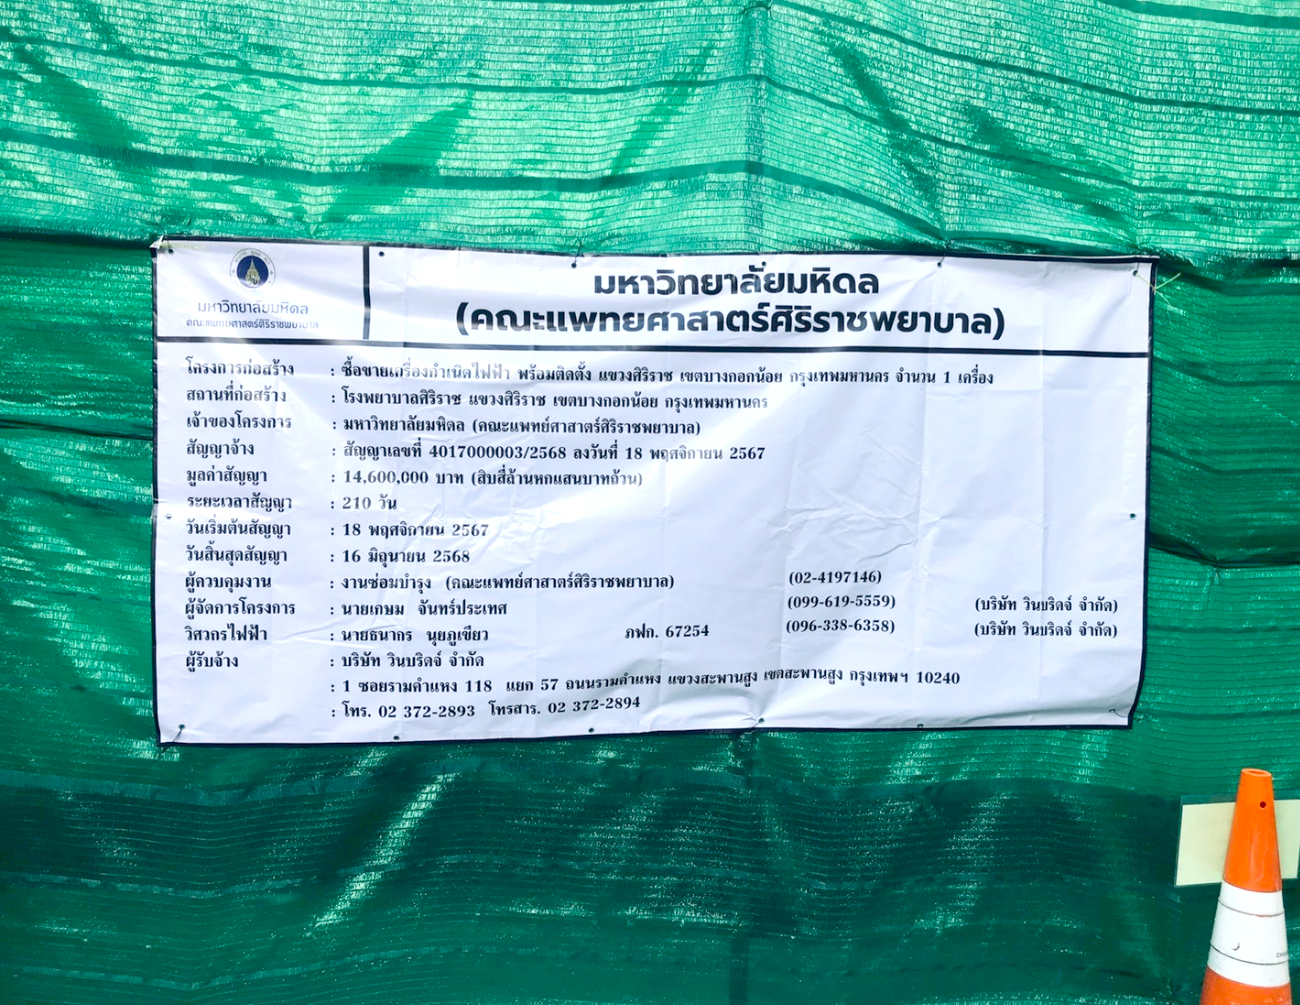 มหาวิทยาลัยมหิดล
คณะแพทยศาสตร์ศิริราชพยาบาล
มหาวิทยาลัยมหิดล
(คณะแพทยศาสาตร์ศิริราชพยาบาล)
โครงการก่อสร้าง : ซื้อขายเครื่องกำเนิดไฟฟ้า พร้อมติดตั้ง แขวงศิริราช เขตบางกอกน้อย กรุงเทพมหานคร จำนวน 1 เครื่อง
สถานที่ก่อสร้าง : โรงพยาบาลศิริราช แขวงศิริราช เขตบางกอกน้อย กรุงเทพมหานคร
เจ้าของโครงการ : มหาวิทยาลัยมหิดล (คณะแพทย์ศาสาตร์ศิริราชพยาบาล)
สัญญาจ้าง : สัญญาเลขที่ 4017000003/2568 ลงวันที่ 18 พฤศจิกายน 2567
มูลค่าสัญญา : 14,600,000 บาท (สิบสี่ล้านหกแสนบาทถ้วน)
ระยะเวลาสัญญา : 210 วัน
วันเริ่มต้นสัญญา : 18 พฤศจิกายน 2567
วันสิ้นสุดสัญญา : 16 มิถุนายน 2568
ผู้ควบคุมงาน : งานซ่อมบำรุง (คณะแพทย์ศาสาตร์ศิริราชพยาบาล) (02-4197146)
ผู้จัดการโครงการ : นายเกษม จันทร์ประเทศ (099-619-5559) (บริษัท วินบริดจ์ จำกัด)
วิศวกรไฟฟ้า : นายธนากร นุยภูเขียว ภฟก. 67254 (096-338-6358) (บริษัท วินบริดจ์ จำกัด)
ผู้รับจ้าง : บริษัท วินบริดจ์ จำกัด
: 1 ซอยรามคำแหง 118 แยก 57 ถนนรามคำแหง แขวงสะพานสูง เขตสะพานสูง กรุงเทพฯ 10240
: โทร. 02 372-2893 โทรสาร. 02 372-2894